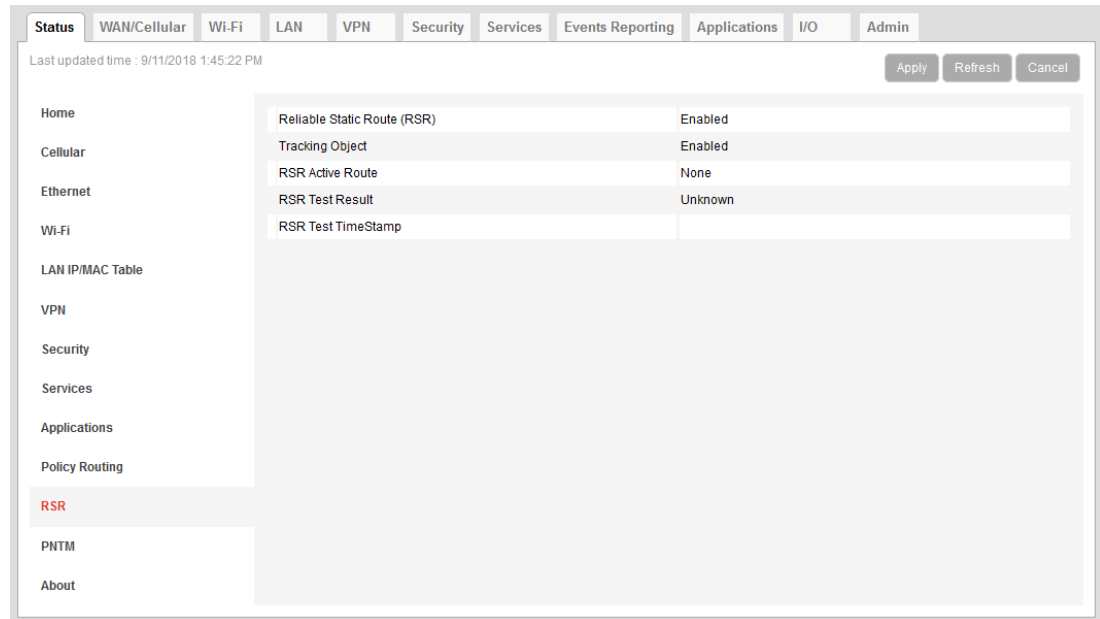 Status WAN/Cellular Wi-Fi LAN VPN Security Services Events Reporting Applications I/O Admin
Last updated time : 9/11/2018 1:45:22 PM
Apply Refresh Cancel
Home
Cellular
Ethernet
Wi-Fi
LAN IP/MAC Table
VPN
Security
Services
Applications
Policy Routing
RSR
PNTM
About
Reliable Static Route (RSR) Enabled
Tracking Object Enabled
RSR Active Route None
RSR Test Result Unknown
RSR Test TimeStamp